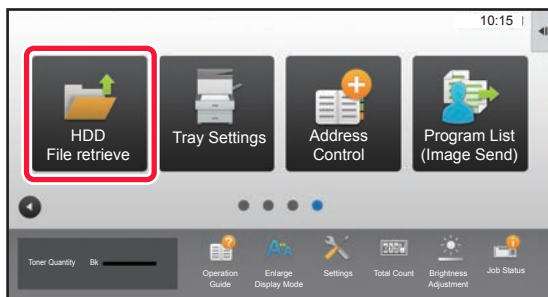 10:15
HDD
File retrieve
Tray Settings
Address
Control
Program List
(Image Send)
Toner Quantity Bk
Operation
Guide
Enlarge
Display Mode
Settings
Total Count
Brightness
Adjustment
Job Status